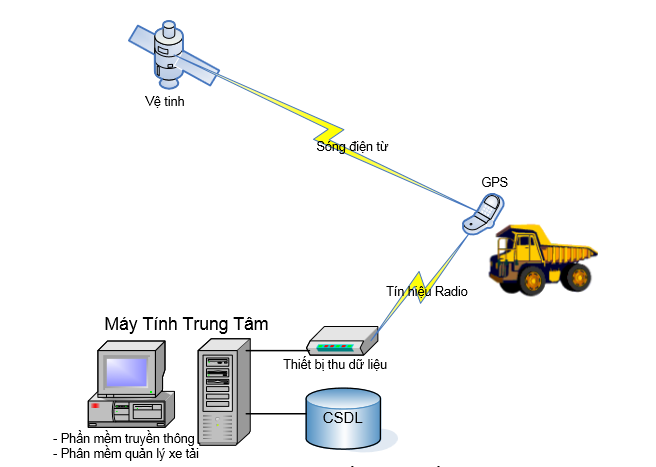 Vệ tinh
Sóng điện từ
GPS
Tín hiệu Radio
Máy Tính Trung Tâm
Thiết bị thu dữ liệu
CSDL
- Phần mềm truyền thông
- Phân mềm quản lý xe tải